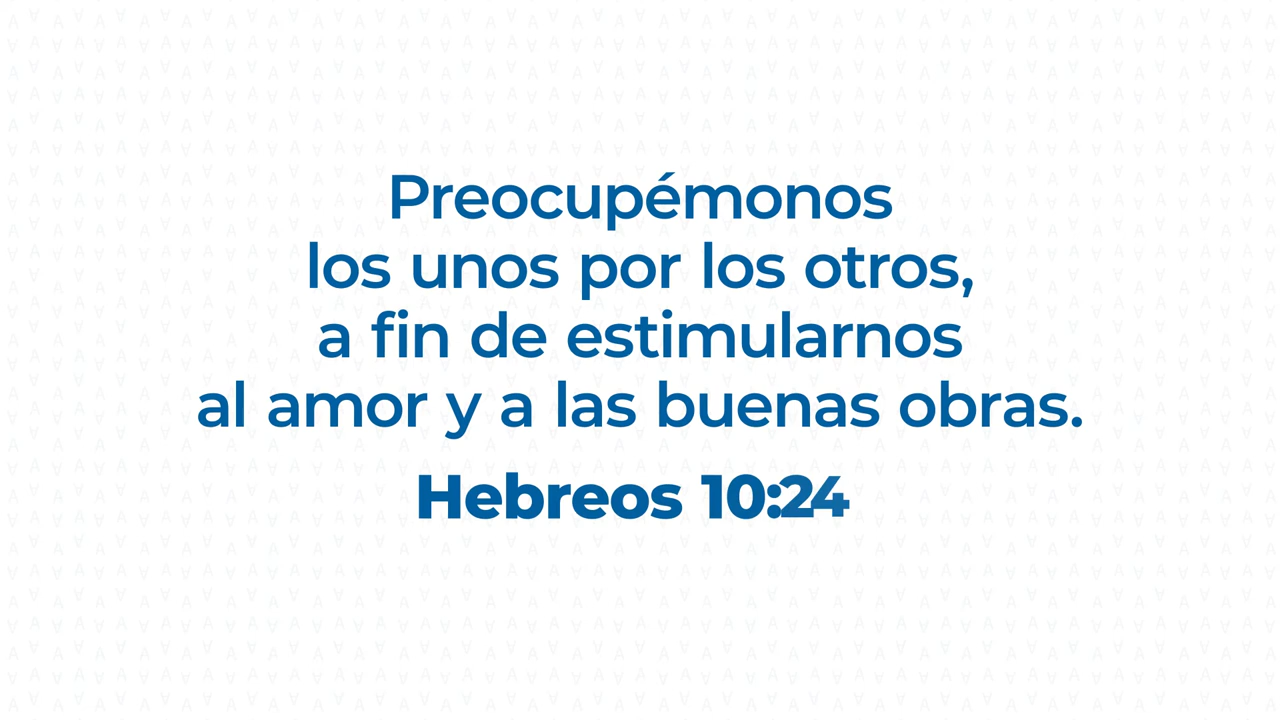 Preocupémonos
los unos por los otros,
a fin de estimularnos
al amor y a las buenas obras.
Hebreos 10:24